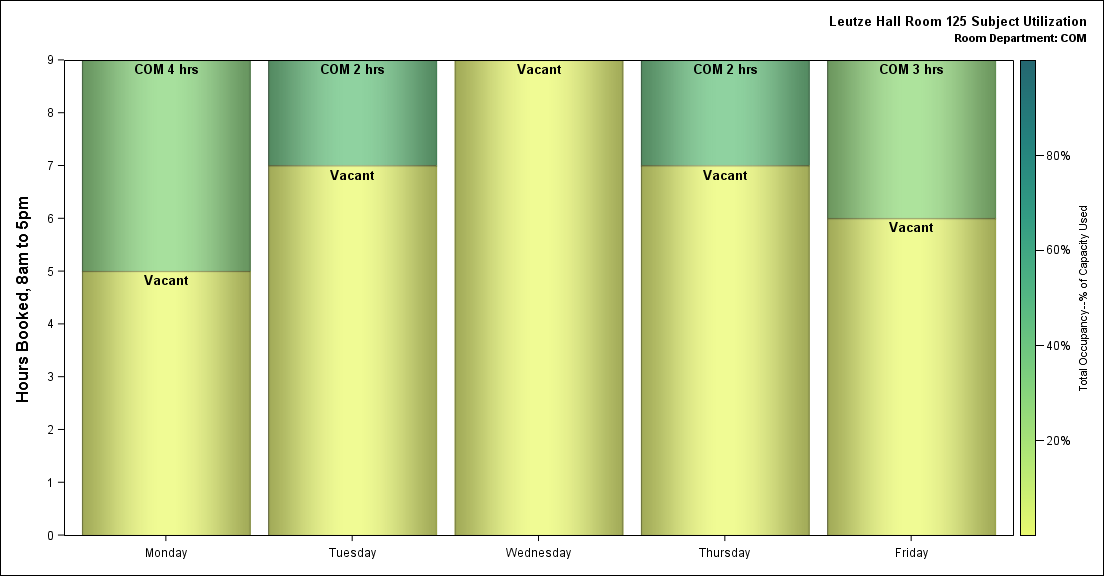 Leutze Hall Room 125 Subject Utilization
Room Department: COM
Hours Booked, 8am to 5pm
9
8
7
6
5
4
3
2
1
0
COM 4 hrs
Vacant
COM 2 hrs
Vacant
Vacant
COM 2 hrs
Vacant
COM 3 hrs
Vacant
Monday
Tuesday
Wednesday
Thursday
Friday
80%
60%
40%
20%
Total Occupancy--% of Capacity Used